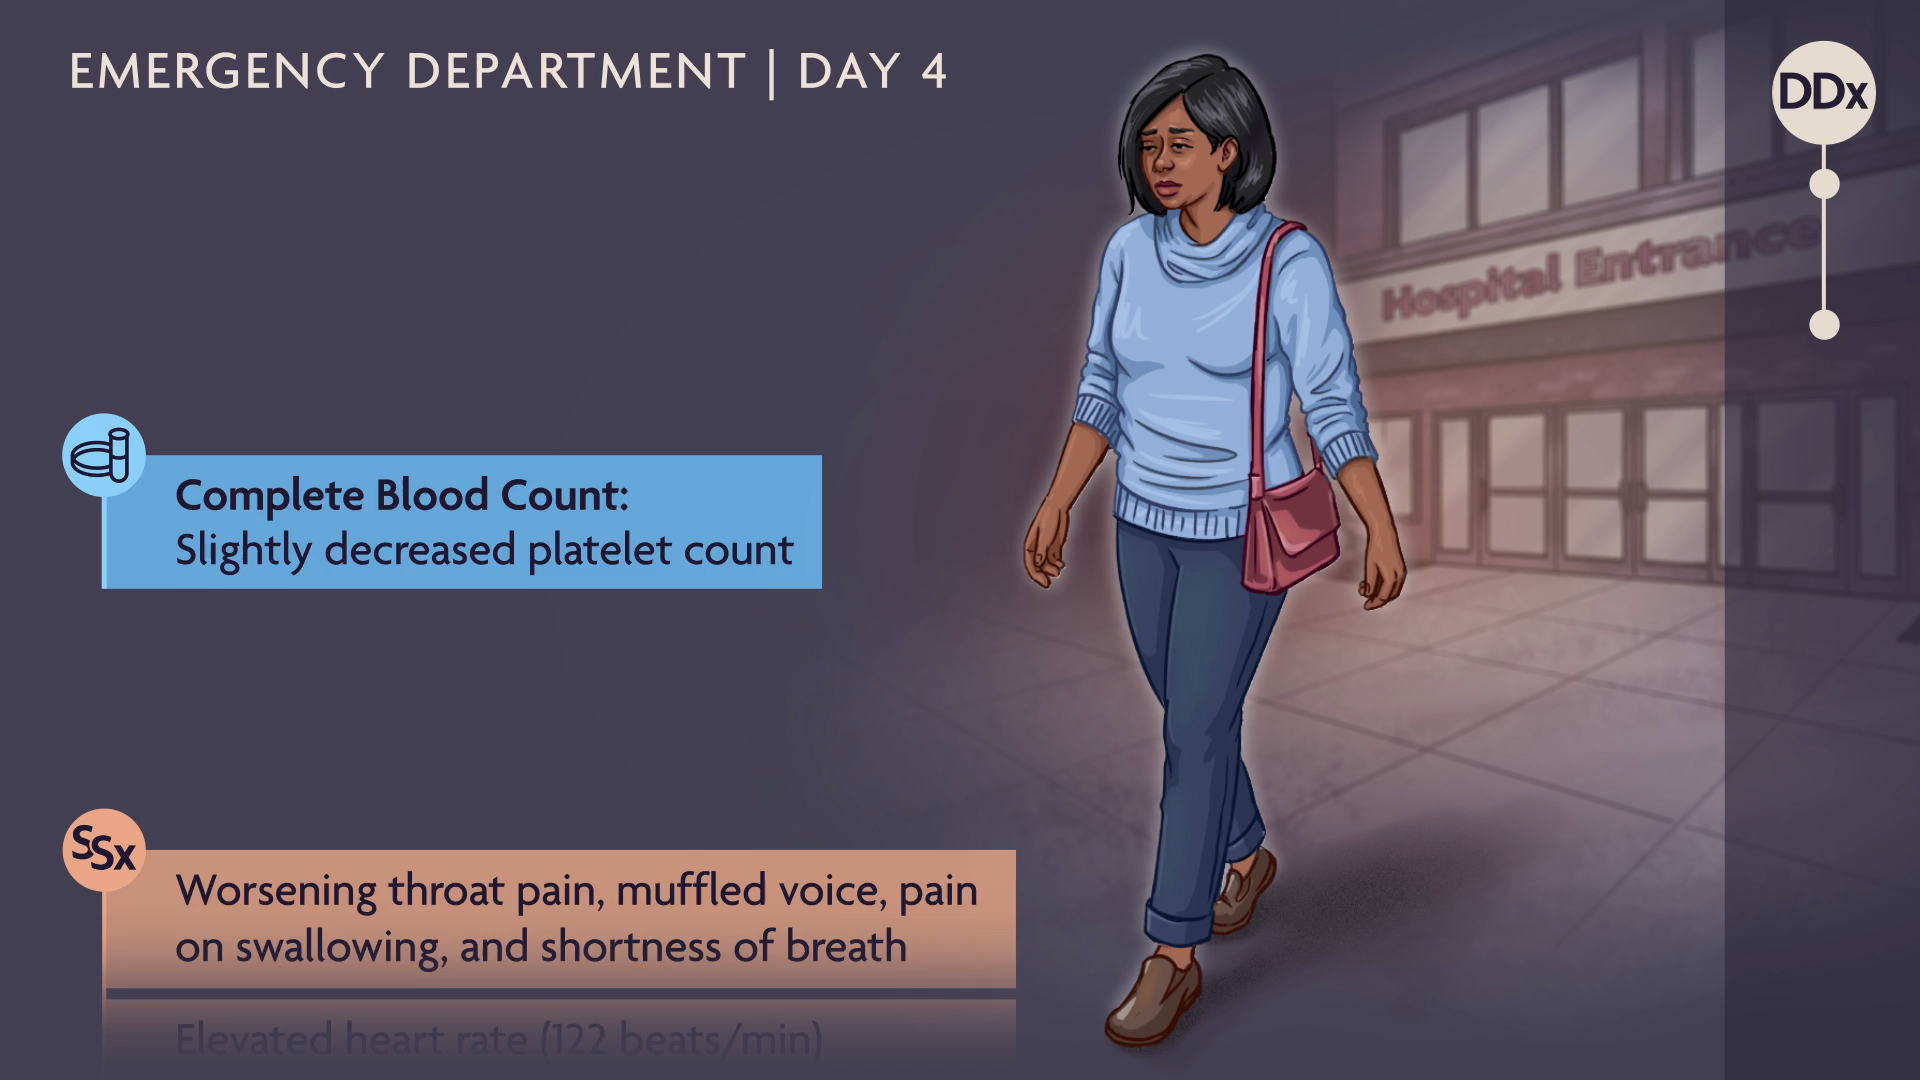 EMERGENCY DEPARTMENT | DAY 4
DDx
Hospital Entrance
Complete Blood Count:
Slightly decreased platelet count
SSx
Worsening throat pain, muffled voice, pain
on swallowing, and shortness of breath
Elevated heart rate (122 beats/min)